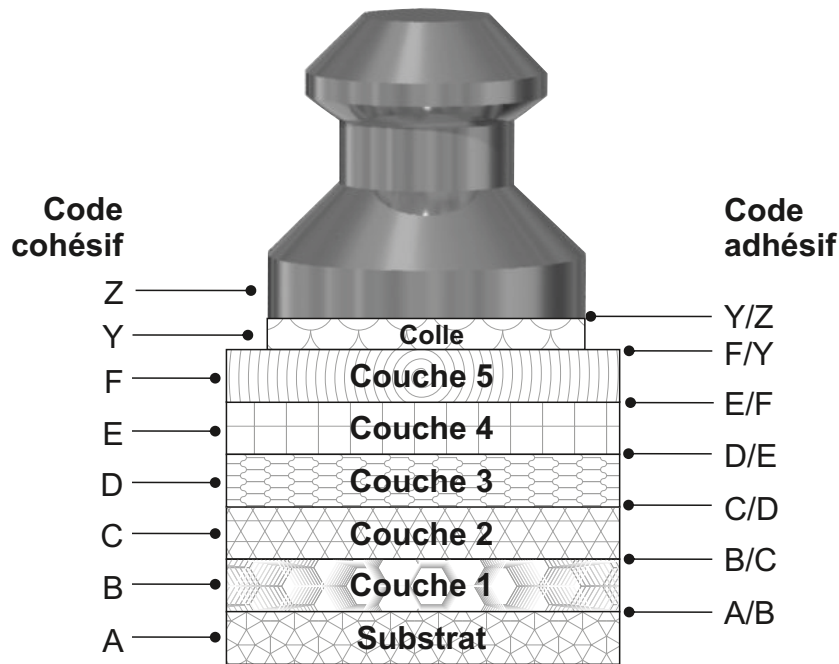 Code
cohésif
Code
adhésif
Z
Y/Z
Y
Colle
F/Y
F
Couche 5
E/F
E
Couche 4
D/E
D
Couche 3
C/D
C
Couche 2
B/C
B
Couche 1
A/B
A
Substrat